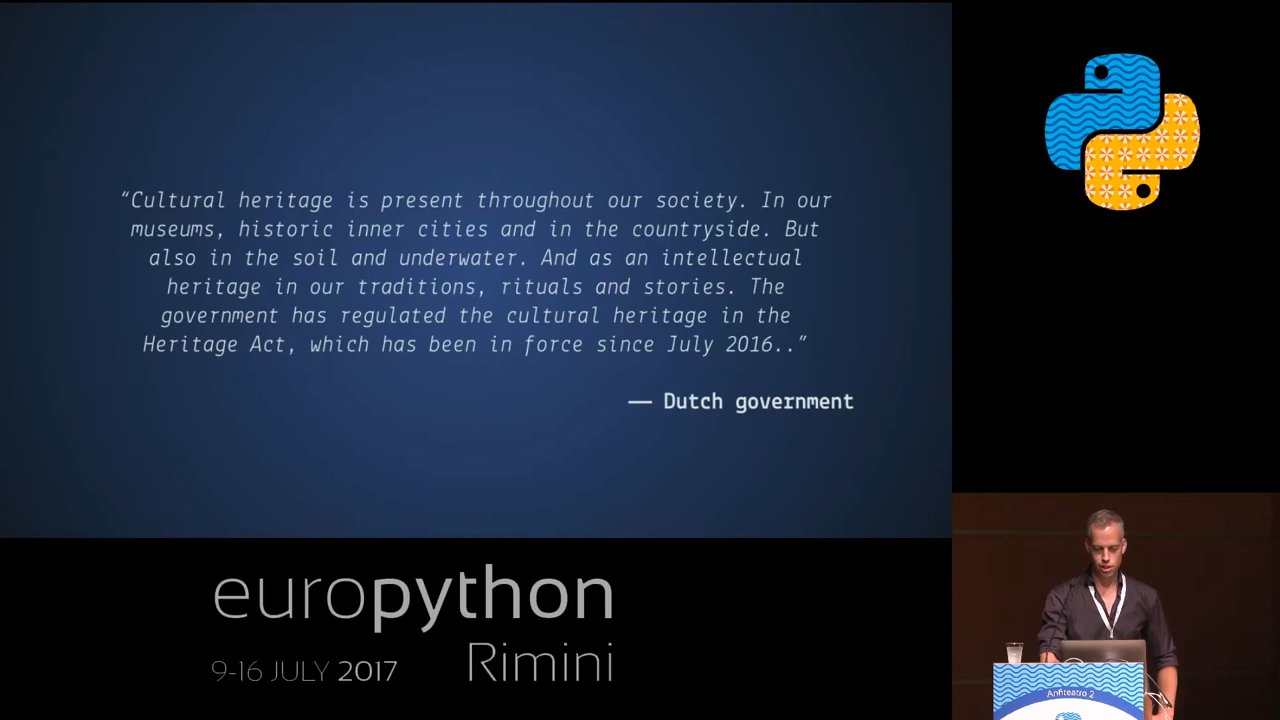 “Cultural heritage is present throughout our society. In our
museums, historic inner cities and in the countryside. But
also in the soil and underwater. And as an intellectual
heritage in our traditions, rituals and stories. The
government has regulated the cultural heritage in the
Heritage Act, which has been in force since July 2016..”
— Dutch government
europython
9-16 JULY 2017 Rimini
Anfiteatro 2